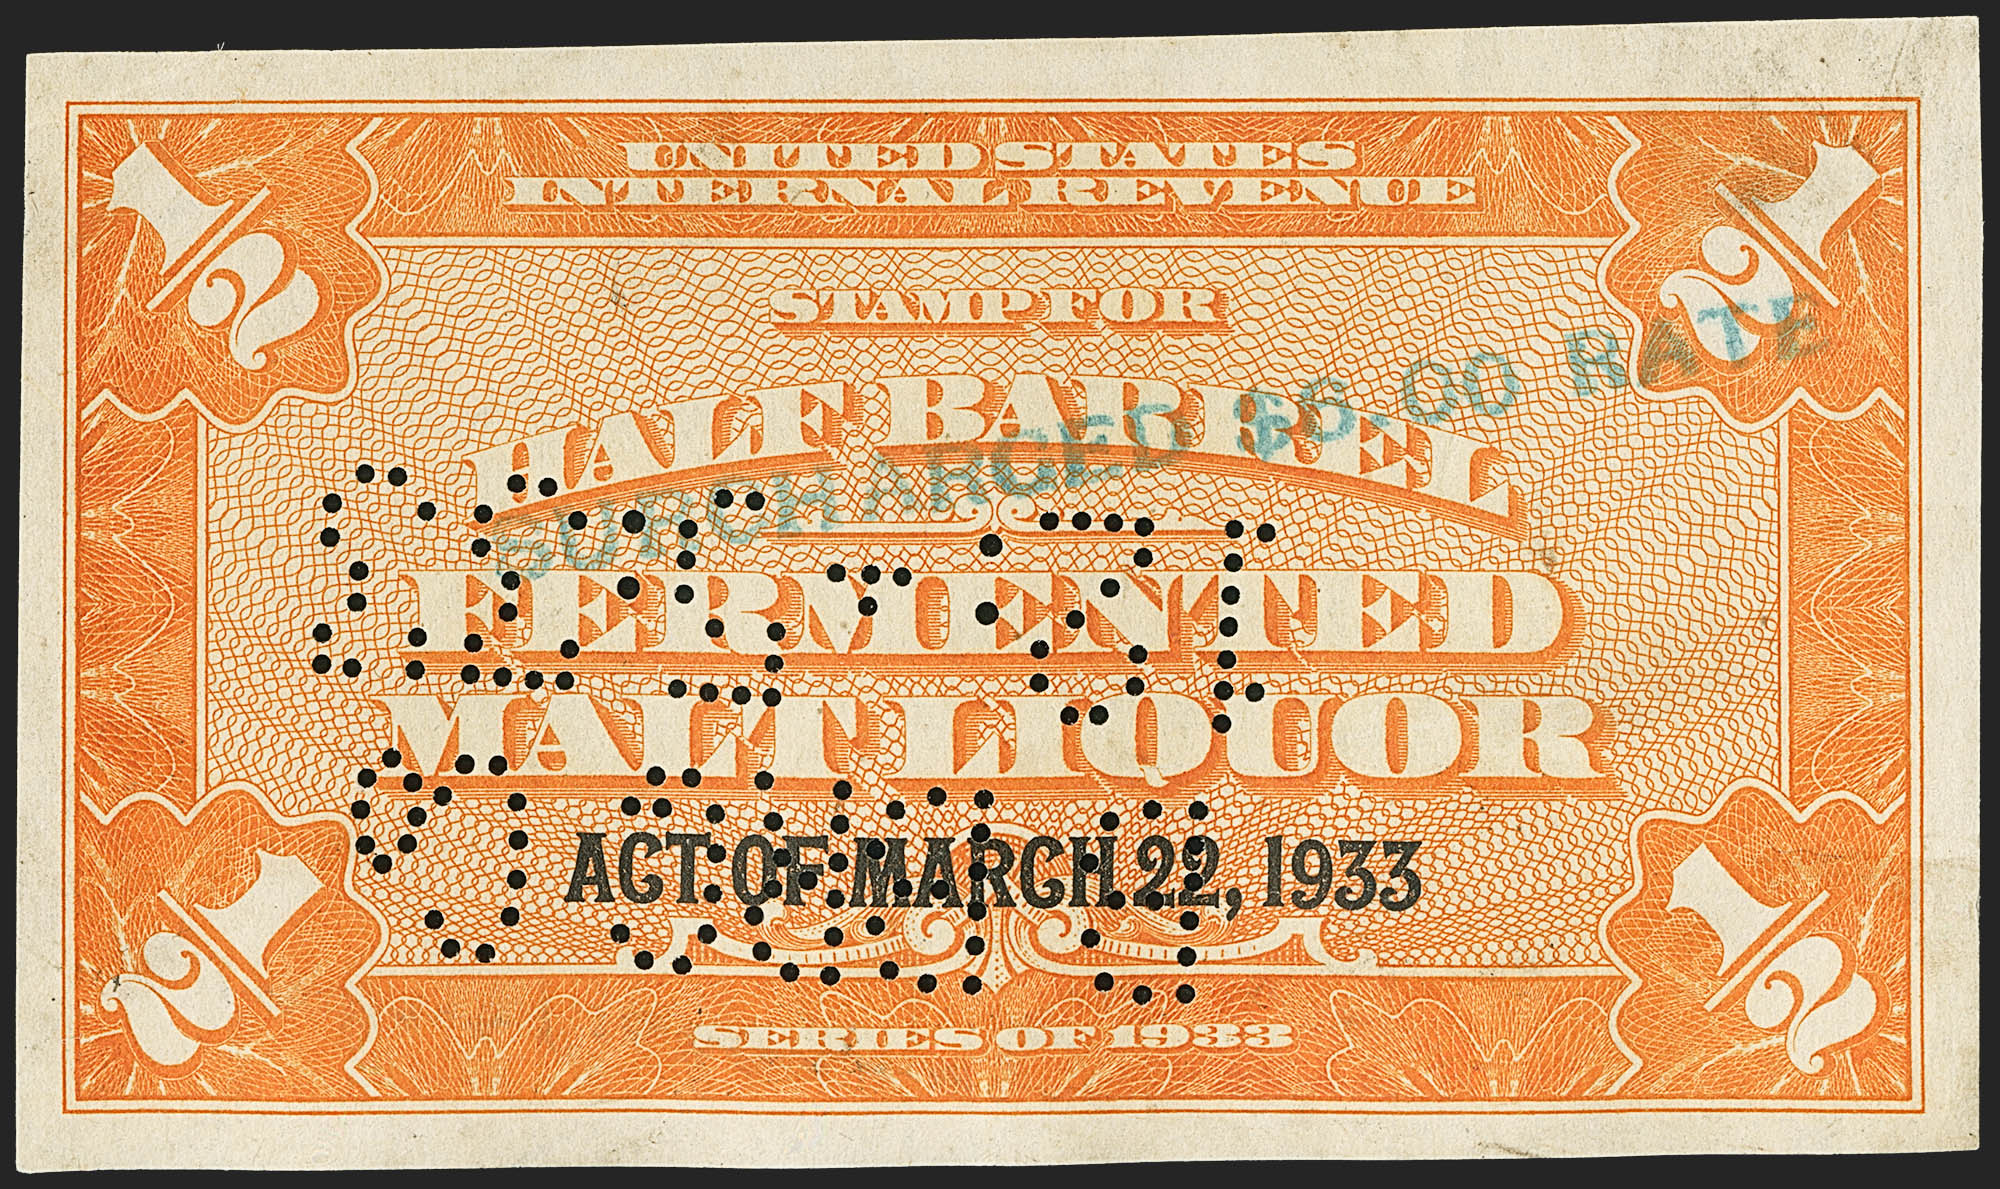 UNITED STATES
INTERNAL REVENUE
1/2
1/2
STAMP FOR
HALF BARREL
SURCHARGED $6.00 RATE
FERMENTED
MALT LIQUOR
ACT OF MARCH 22, 1933
1/2
1/2
SERIES OF 1933